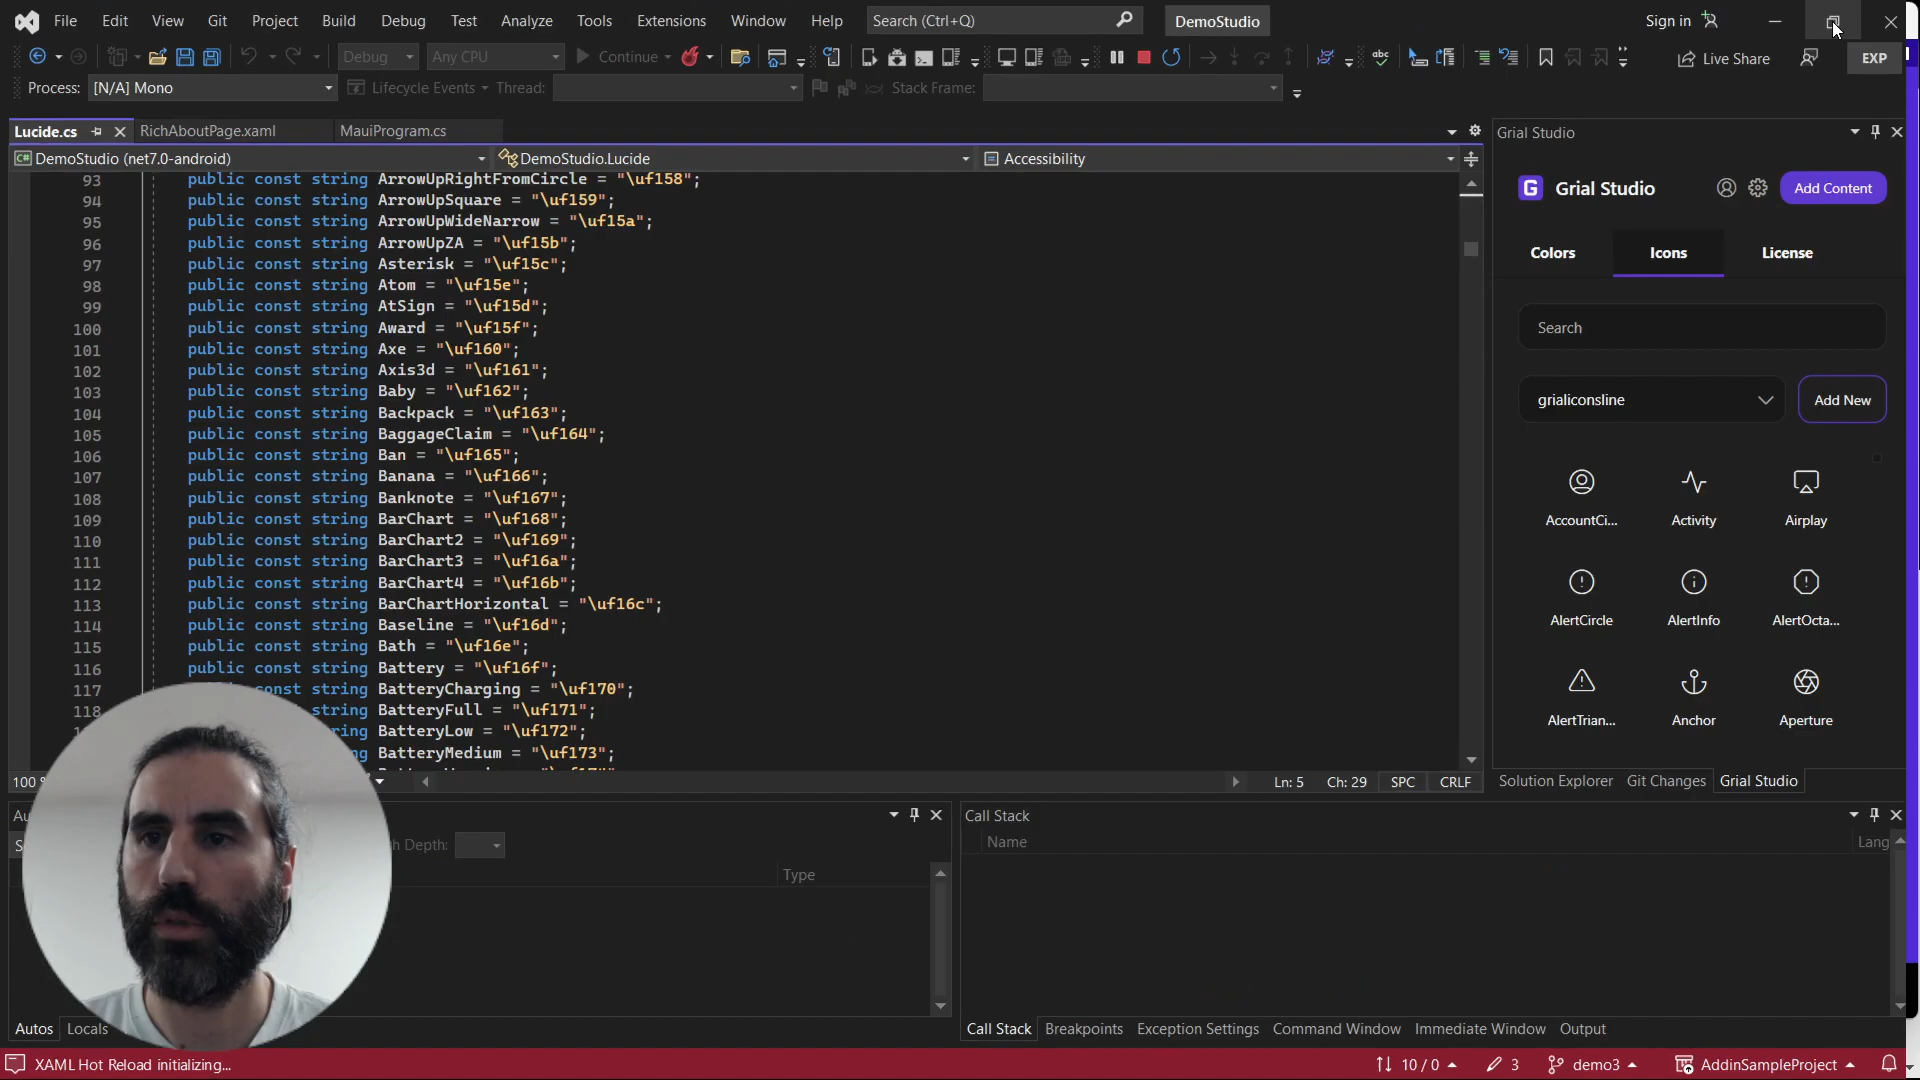 File Edit View Git Project Build Debug Test Analyze Tools Extensions Window Help Search (Ctrl+Q) DemoStudio Sign in
Debug Any CPU Continue Live Share EXP
Process: [N/A] Mono Lifecycle Events Thread: Stack Frame:
Lucide.cs RichAboutPage.xaml MauiProgram.cs
C# DemoStudio (net7.0-android) DemoStudio.Lucide Accessibility
93 public const string ArrowUpRightFromCircle = "\uf158";
94 public const string ArrowUpSquare = "\uf159";
95 public const string ArrowUpWideNarrow = "\uf15a";
96 public const string ArrowUpZA = "\uf15b";
97 public const string Asterisk = "\uf15c";
98 public const string Atom = "\uf15e";
99 public const string AtSign = "\uf15d";
100 public const string Award = "\uf15f";
101 public const string Axe = "\uf160";
102 public const string Axis3d = "\uf161";
103 public const string Baby = "\uf162";
104 public const string Backpack = "\uf163";
105 public const string BaggageClaim = "\uf164";
106 public const string Ban = "\uf165";
107 public const string Banana = "\uf166";
108 public const string Banknote = "\uf167";
109 public const string BarChart = "\uf168";
110 public const string BarChart2 = "\uf169";
111 public const string BarChart3 = "\uf16a";
112 public const string BarChart4 = "\uf16b";
113 public const string BarChartHorizontal = "\uf16c";
114 public const string Baseline = "\uf16d";
115 public const string Bath = "\uf16e";
116 public const string Battery = "\uf16f";
117 const string BatteryCharging = "\uf170";
118 string BatteryFull = "\uf171";
BatteryLow = "\uf172";
BatteryMedium = "\uf173";
100 % Ln: 5 Ch: 29 SPC CRLF
Grial Studio
G Grial Studio Add Content
Colors Icons License
Search
grialiconsline Add New
AccountCi... Activity Airplay
AlertCircle AlertInfo AlertOcta...
AlertTrian... Anchor Aperture
Solution Explorer Git Changes Grial Studio
Depth:
Type
Autos Locals
Call Stack
Name Lang
Call Stack Breakpoints Exception Settings Command Window Immediate Window Output
XAML Hot Reload initializing... 10 / 0 3 demo3 AddinSampleProject